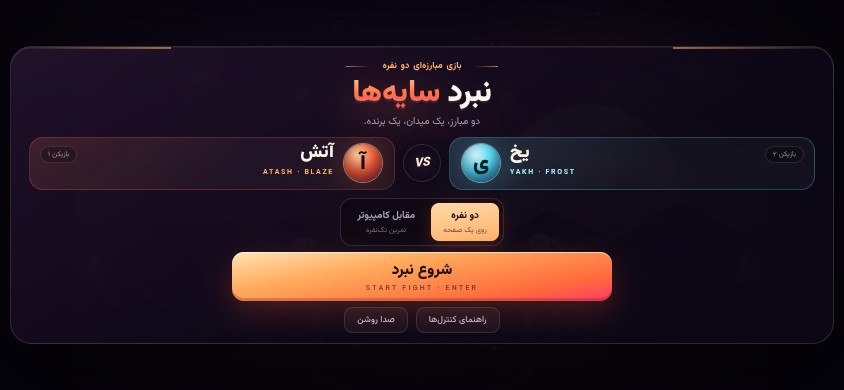 بازی مبارزه‌ای دو نفره
نبرد سایه‌ها
دو مبارز، یک میدان، یک برنده.
بازیکن ۲
یخ
YAKH · FROST
ی
VS
آ
آتش
ATASH · BLAZE
بازیکن ۱
دو نفره
روی یک صفحه
مقابل کامپیوتر
تمرین تک‌نفره
شروع نبرد
START FIGHT · ENTER
راهنمای کنترل‌ها
صدا روشن